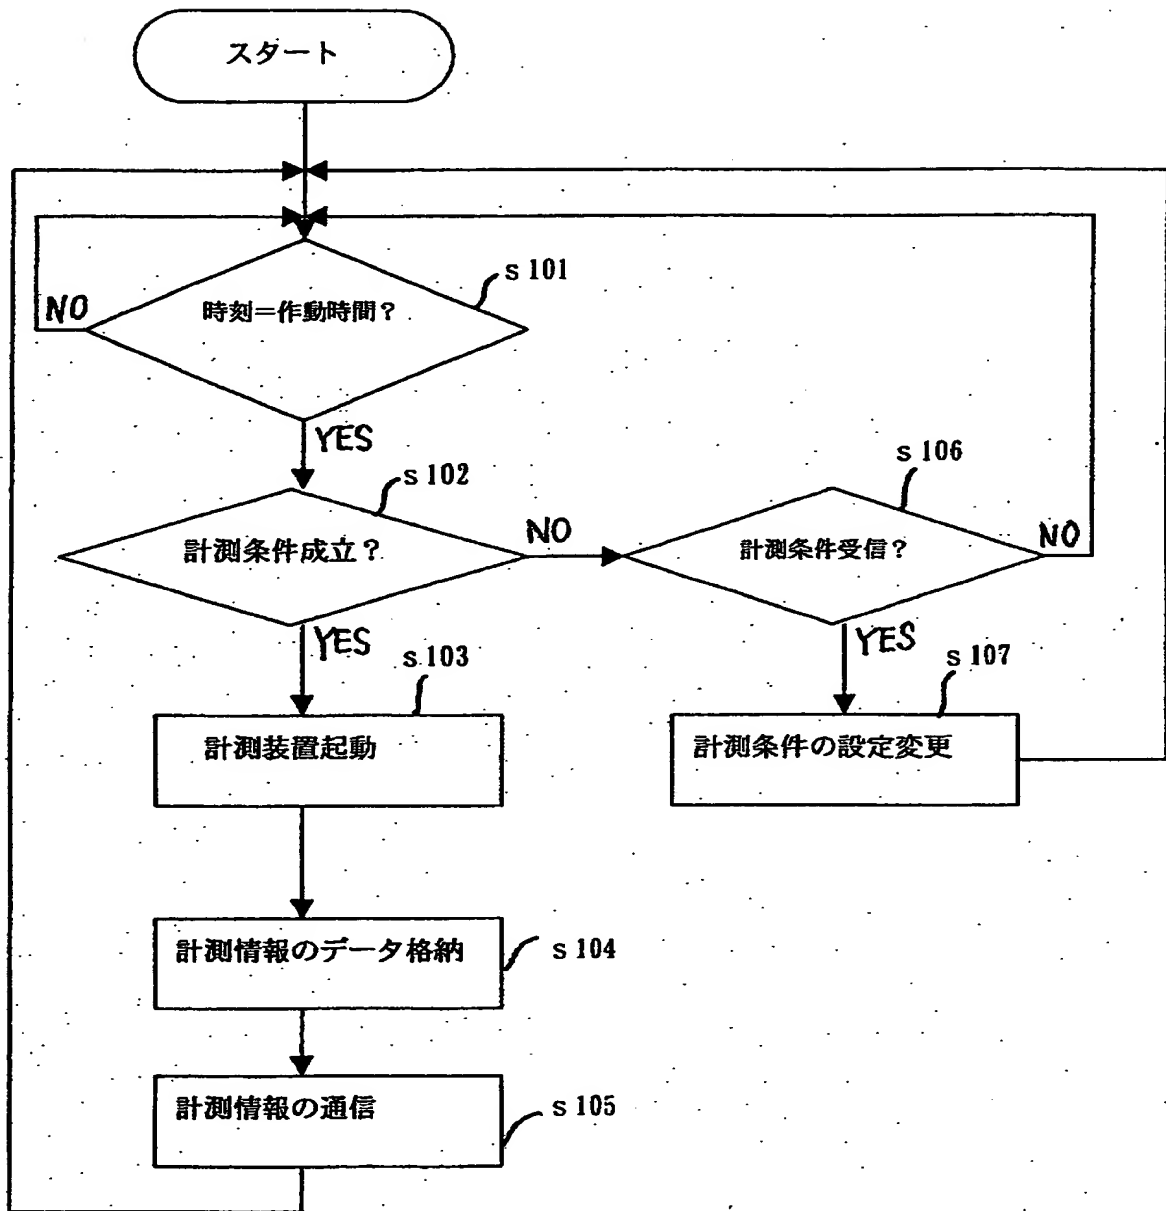 スタート
s 101
時刻＝作動時間？
NO
YES
s 102
s 106
計測条件成立？
NO
計測条件受信？
NO
YES
YES
s 103
s 107
計測装置起動
計測条件の設定変更
計測情報のデータ格納
s 104
計測情報の通信
s 105